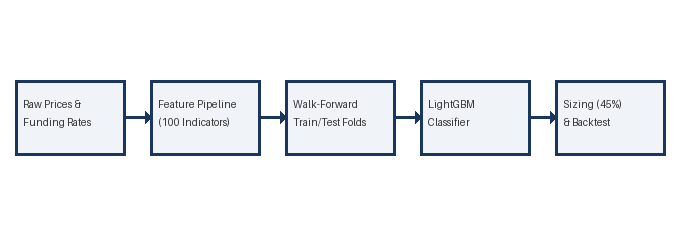 Raw Prices &
Funding Rates
Feature Pipeline
(100 Indicators)
Walk-Forward
Train/Test Folds
LightGBM
Classifier
Sizing (45%)
& Backtest